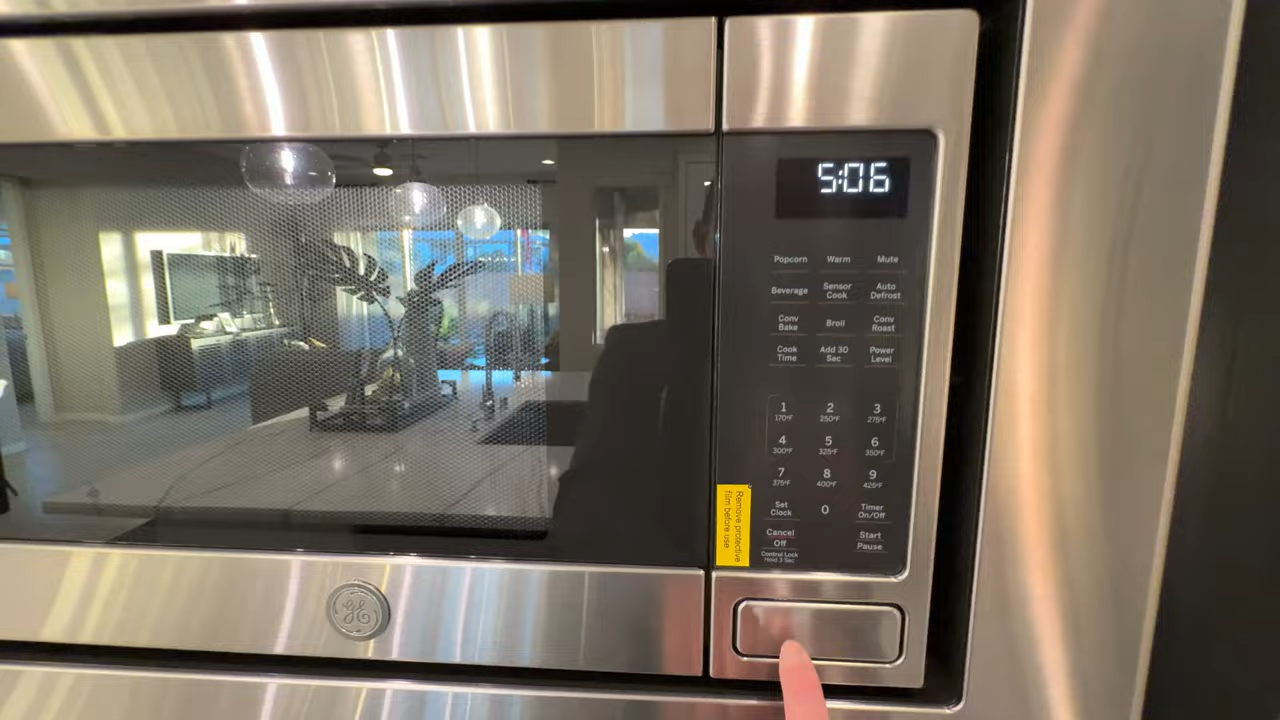 5:06
Popcorn Warm Mute
Beverage Sensor Cook Auto Defrost
Conv Bake Broil Conv Roast
Cook Time Add 30 Sec Power Level
1 2 3
170°F 250°F 275°F
4 5 6
300°F 325°F 350°F
7 8 9
375°F 400°F 425°F
Set Clock 0 Timer On/Off
Cancel Off Start Pause
Control Lock
Hold 3 Sec
Remove protective
film before use
GE